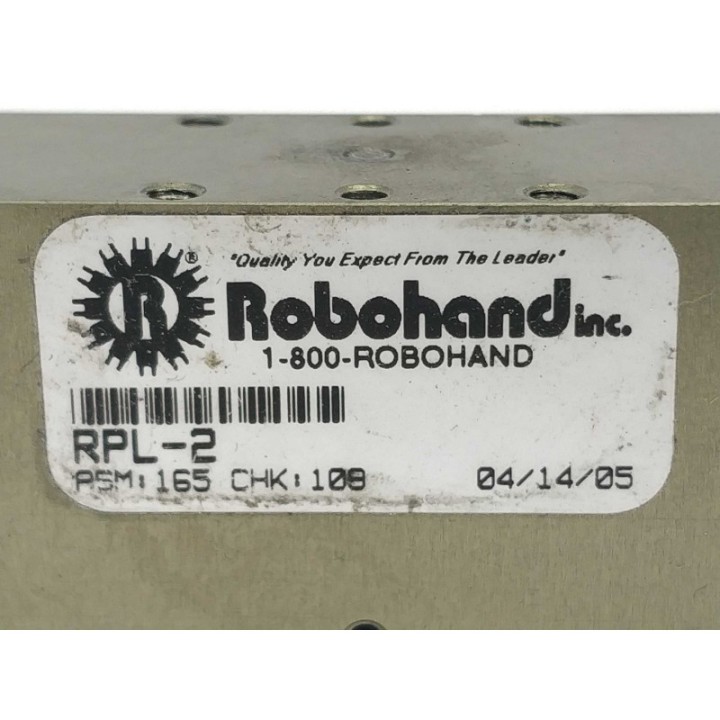 "Quality You Expect From The Leader"
R ®
Robohand inc.
1-800-ROBOHAND
RPL-2
ASM: 165 CHK: 109 04/14/05